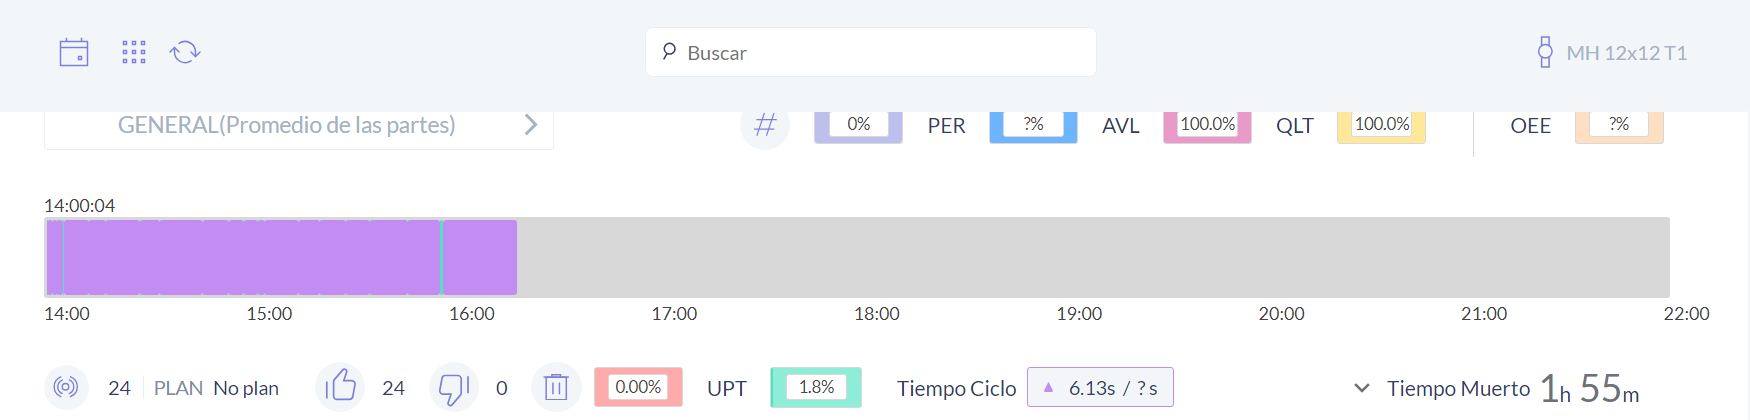 Buscar
MH 12x12 T1
GENERAL(Promedio de las partes)
# 0% PER ?% AVL 100.0% QLT 100.0% OEE ?%
14:00:04
14:00 15:00 16:00 17:00 18:00 19:00 20:00 21:00 22:00
24 PLAN No plan 24 0 0.00% UPT 1.8% Tiempo Ciclo ▲ 6.13s / ? s Tiempo Muerto 1h 55m